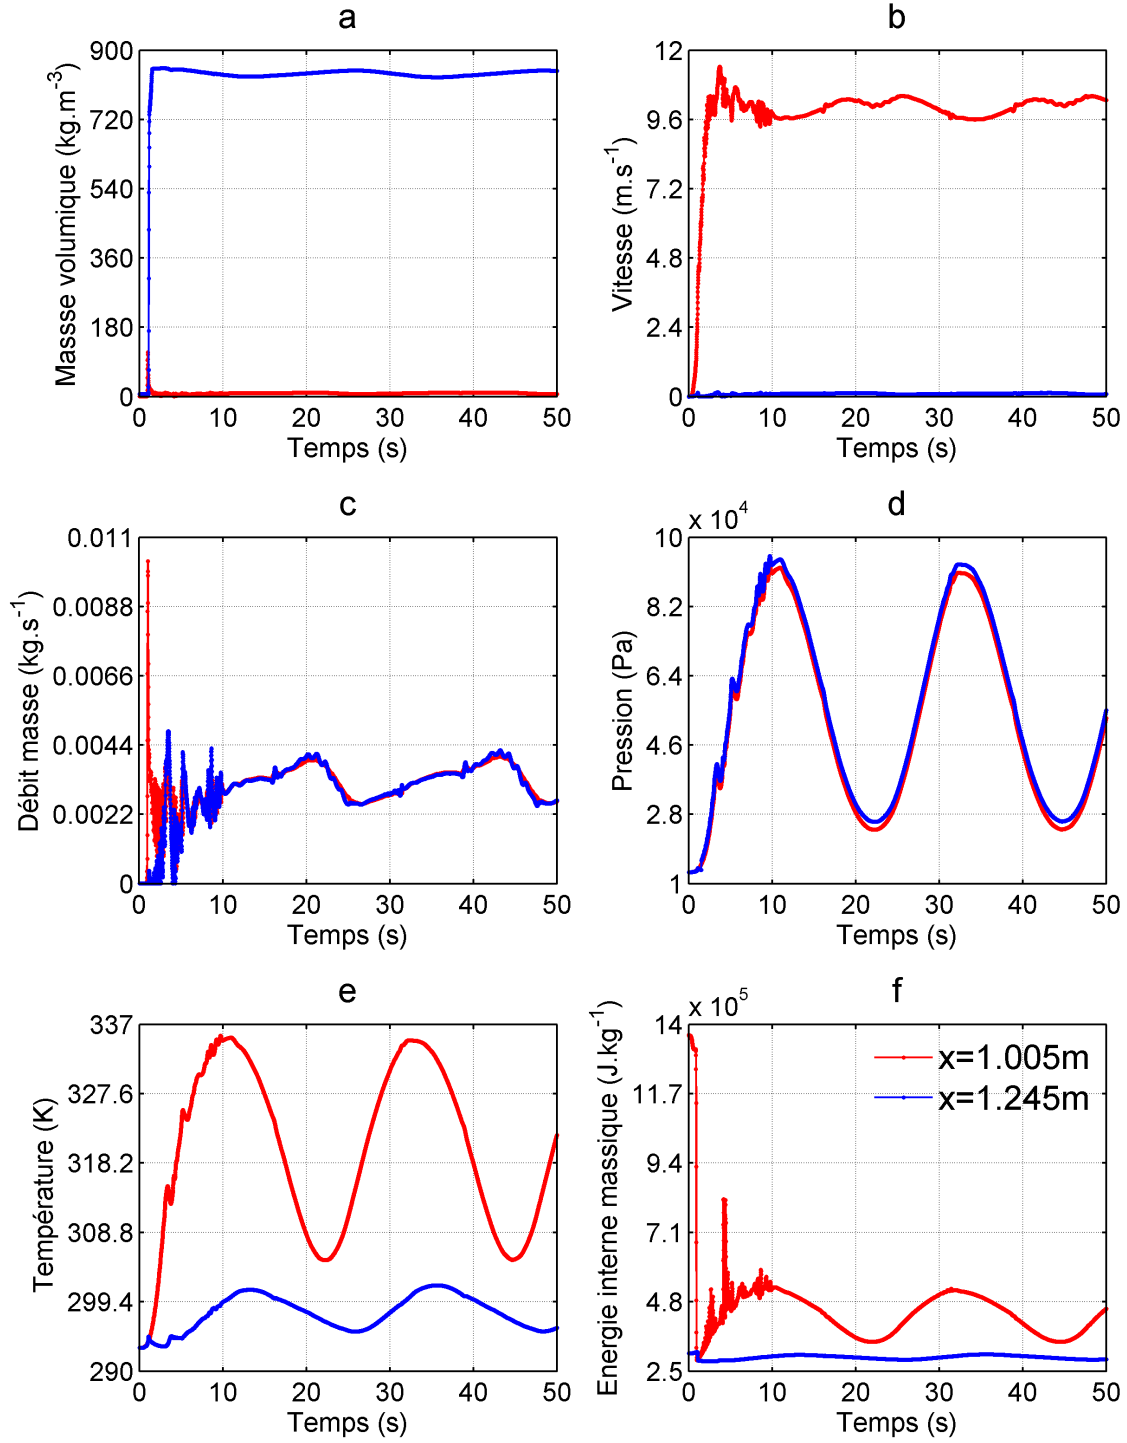 a
900
720
540
360
180
0
0 10 20 30 40 50
Massse volumique (kg.m-3)
Temps (s)
b
12
9.6
7.2
4.8
2.4
0
0 10 20 30 40 50
Vitesse (m.s-1)
Temps (s)
c
0.011
0.0088
0.0066
0.0044
0.0022
0
0 10 20 30 40 50
Débit masse (kg.s-1)
Temps (s)
d
x 10^4
10
8.2
6.4
4.6
2.8
1
0 10 20 30 40 50
Pression (Pa)
Temps (s)
e
337
327.6
318.2
308.8
299.4
290
0 10 20 30 40 50
Température (K)
Temps (s)
f
x 10^5
14
11.7
9.4
7.1
4.8
2.5
0 10 20 30 40 50
Energie interne massique (J.kg-1)
Temps (s)
x=1.005m
x=1.245m